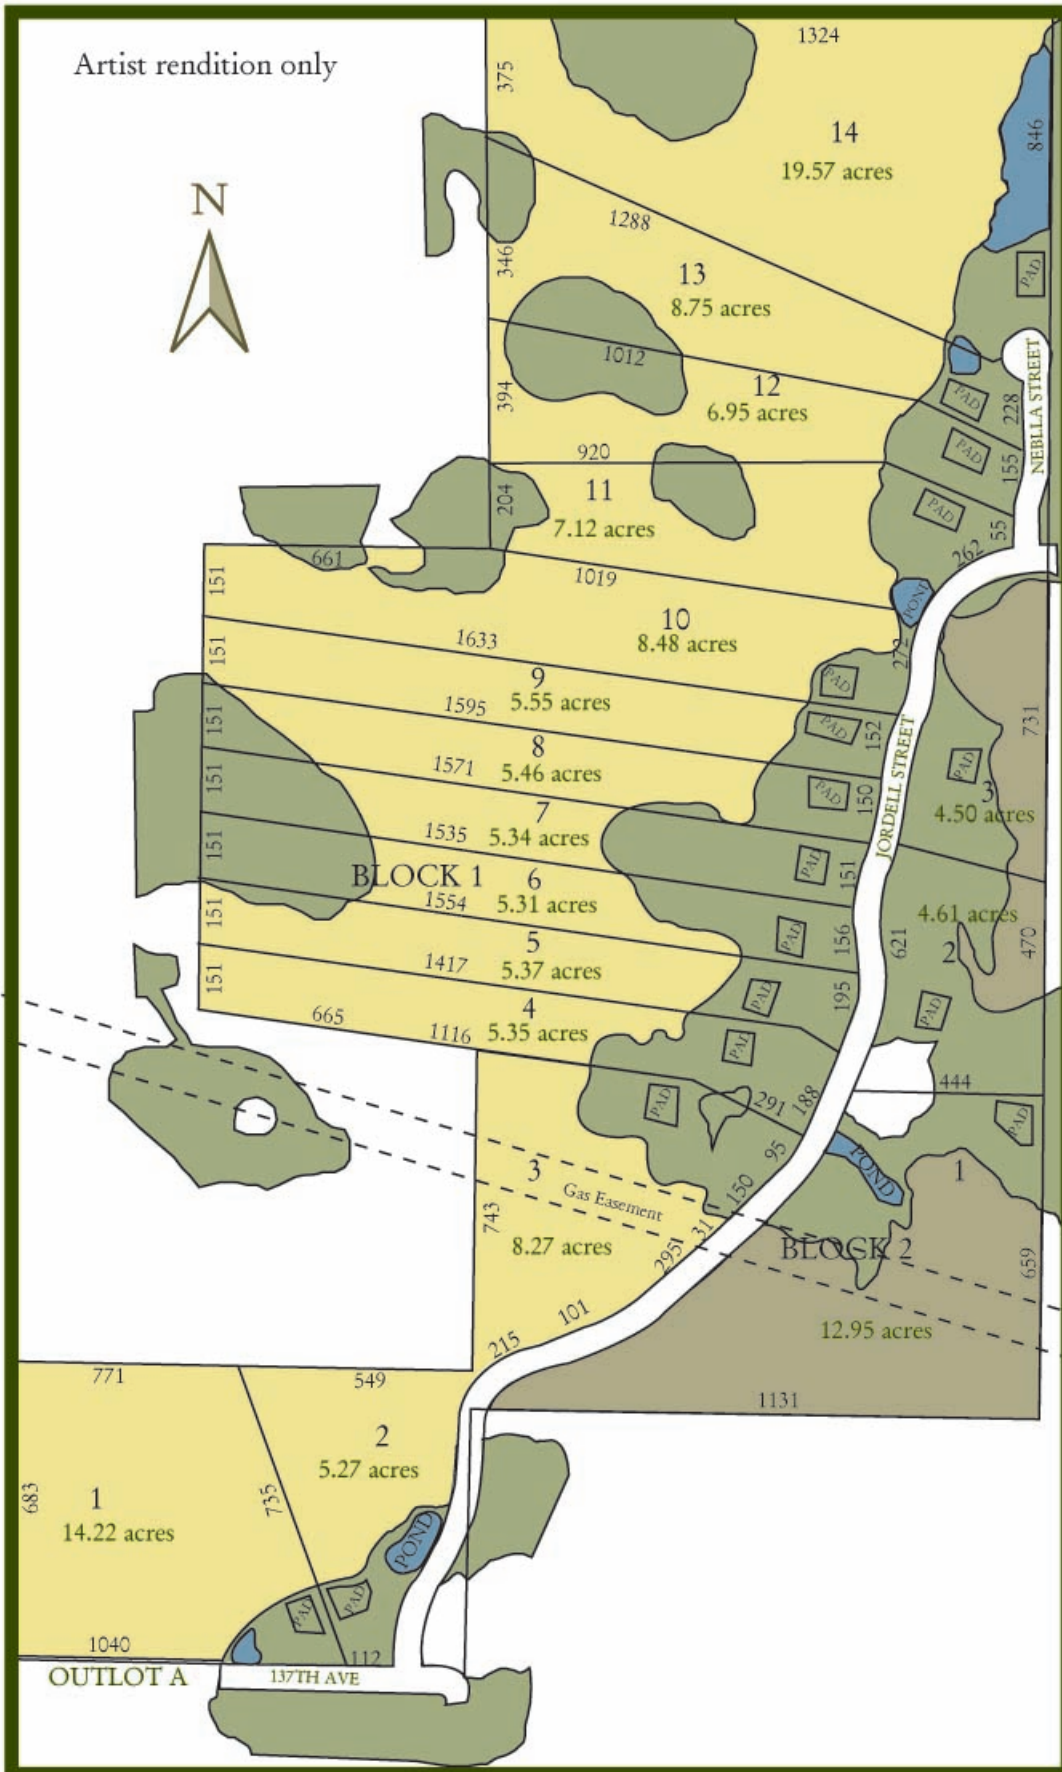 Artist rendition only
N
1324
375
846
14
19.57 acres
1288
346
13
8.75 acres
PAD
1012
394
12
6.95 acres
PAD
228
NEBLLA STREET
920
PAD
155
204
11
7.12 acres
PAD
55
262
661
151
1019
POND
10
8.48 acres
151
1633
272
9
5.55 acres
PAD
151
1595
731
8
5.46 acres
PAD
152
JORDELL STREET
151
1571
PAD
150
PAD
3
4.50 acres
7
5.34 acres
151
1535
BLOCK 1
6
5.31 acres
PAD
151
151
1554
4.61 acres
5
5.37 acres
PAD
156
621
2
470
151
1417
PAD
195
PAD
4
5.35 acres
665
1116
PAD
444
PAD
291
188
PAD
95
POND
1
3
Gas Easement
150
743
8.27 acres
31
295
BLOCK 2
659
101
12.95 acres
215
771
549
1131
2
5.27 acres
683
1
14.22 acres
735
POND
PAD
PAD
1040
112
OUTLOT A
137TH AVE